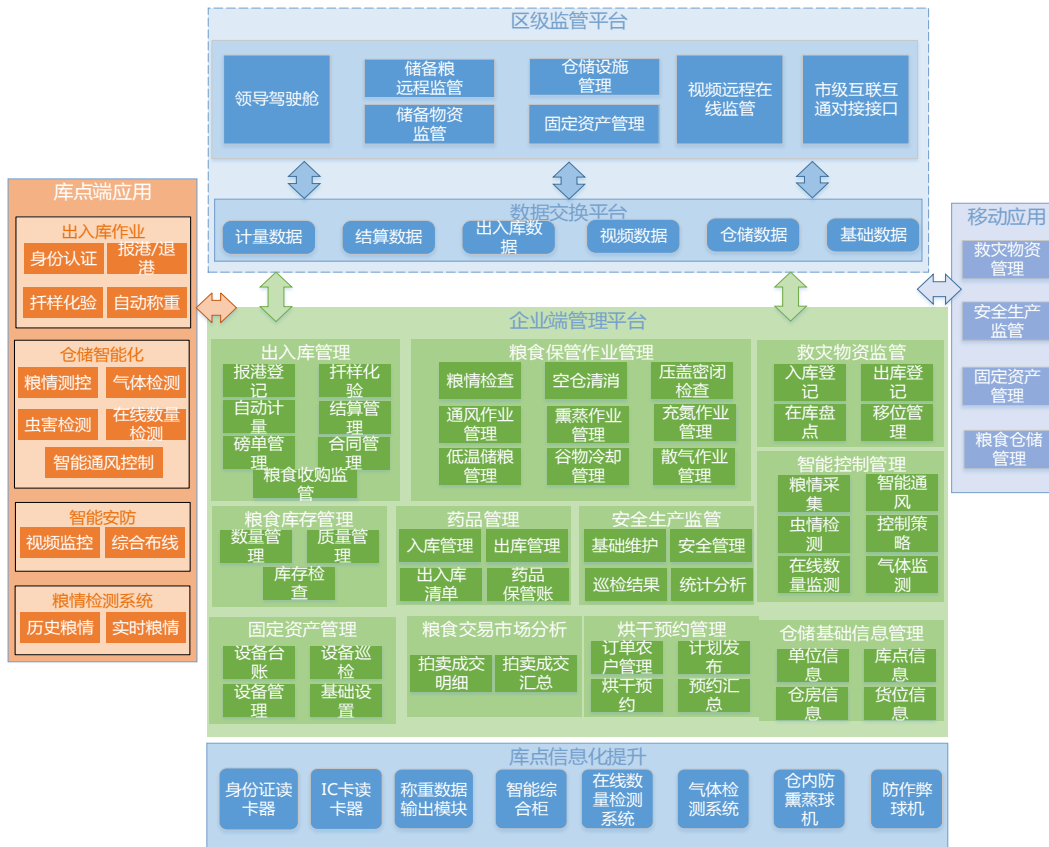 区级监管平台
领导驾驶舱
储备粮
远程监管
储备物资
监管
仓储设施
管理
固定资产管理
视频远程在
线监管
市级互联互
通对接接口
数据交换平台
计量数据
结算数据
出入库数
据
视频数据
仓储数据
基础数据
库点端应用
出入库作业
身份认证
报港/退
港
扦样化验
自动称重
仓储智能化
粮情测控
气体检测
虫害检测
在线数量
检测
智能通风控制
智能安防
视频监控
综合布线
粮情检测系统
历史粮情
实时粮情
企业端管理平台
出入库管理
报港登
记
扦样化
验
自动计
量
结算管
理
磅单管
理
合同管
理
粮食收购监
管
粮食保管作业管理
粮情检查
空仓清消
压盖密闭
检查
通风作业
管理
熏蒸作业
管理
充氮作业
管理
低温储粮
管理
谷物冷却
管理
散气作业
管理
救灾物资监管
入库登
记
出库登
记
在库盘
点
移位管
理
智能控制管理
粮情采
集
智能通
风
虫情检
测
控制策
略
在线数
量监测
气体监
测
粮食库存管理
数量管
理
质量管
理
库存检
查
药品管理
入库管理
出库管理
出入库
清单
药品
保管账
安全生产监管
基础维护
安全管理
巡检结果
统计分析
固定资产管理
设备台
账
设备巡
检
设备管
理
基础设
置
粮食交易市场分析
拍卖成交
明细
拍卖成交
汇总
烘干预约管理
订单农
户管理
计划发
布
烘干预
约
预约汇
总
仓储基础信息管理
单位信
息
库点信
息
仓房信
息
货位信
息
移动应用
救灾物资
管理
安全生产
监管
固定资产
管理
粮食仓储
管理
库点信息化提升
身份证读
卡器
IC卡读
卡器
称重数据
输出模块
智能综
合柜
在线数
量检测
系统
气体检
测系统
仓内防
熏蒸球
机
防作弊
球机